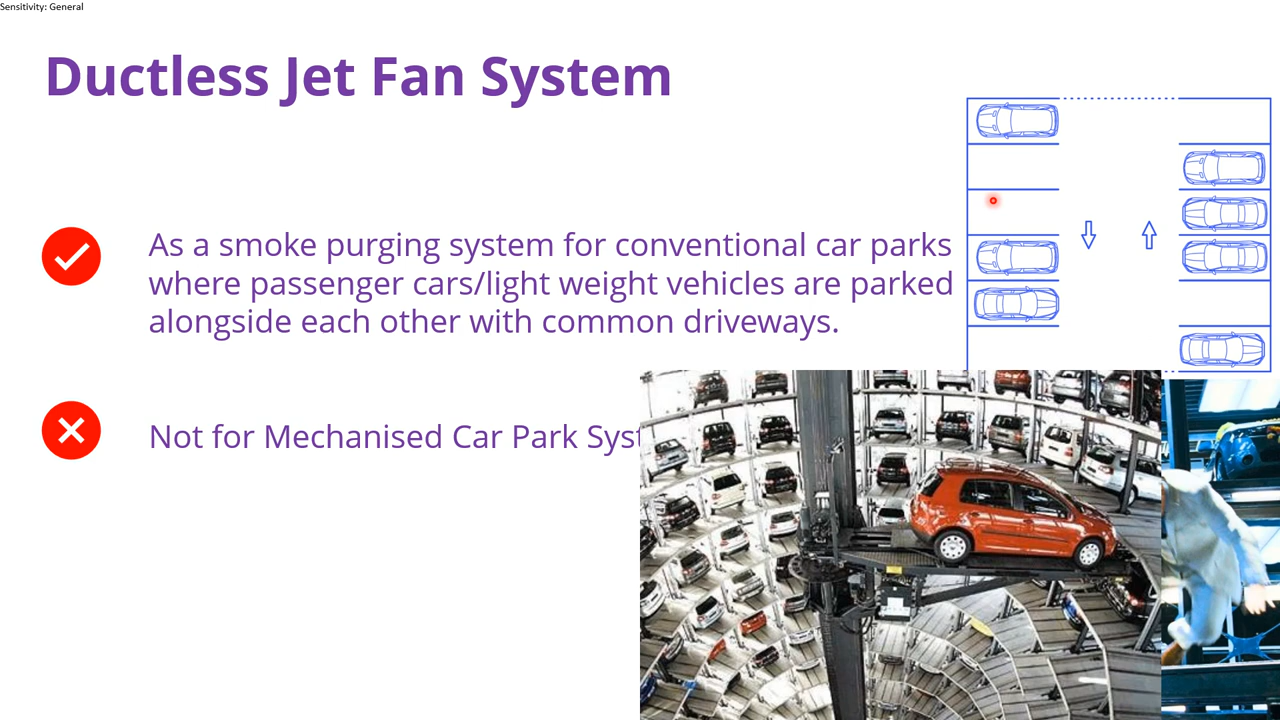 Sensitivity: General
Ductless Jet Fan System
As a smoke purging system for conventional car parks
where passenger cars/light weight vehicles are parked
alongside each other with common driveways.
Not for Mechanised Car Park